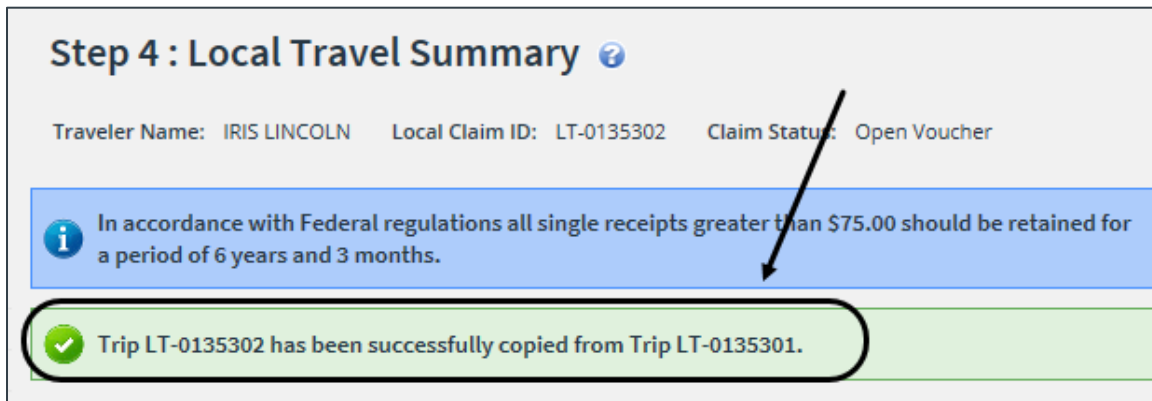 Step 4 : Local Travel Summary ?
Traveler Name: IRIS LINCOLN Local Claim ID: LT-0135302 Claim Status: Open Voucher
In accordance with Federal regulations all single receipts greater than $75.00 should be retained for
a period of 6 years and 3 months.
Trip LT-0135302 has been successfully copied from Trip LT-0135301.